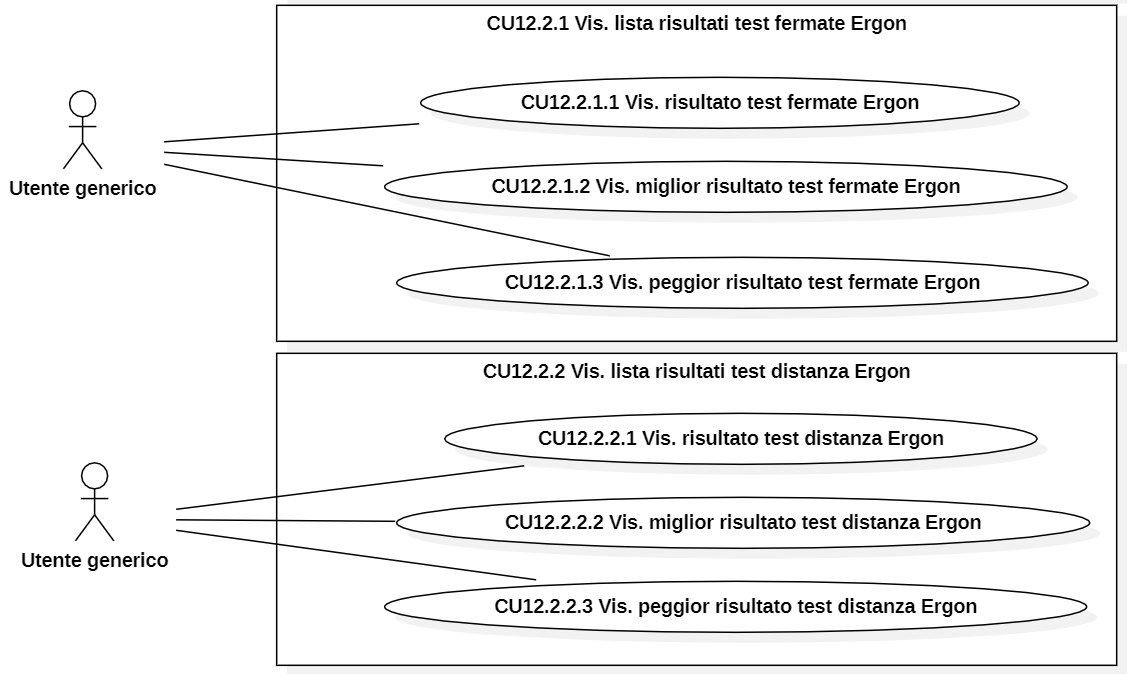 CU12.2.1 Vis. lista risultati test fermate Ergon
CU12.2.1.1 Vis. risultato test fermate Ergon
Utente generico
CU12.2.1.2 Vis. miglior risultato test fermate Ergon
CU12.2.1.3 Vis. peggior risultato test fermate Ergon
CU12.2.2 Vis. lista risultati test distanza Ergon
CU12.2.2.1 Vis. risultato test distanza Ergon
CU12.2.2.2 Vis. miglior risultato test distanza Ergon
Utente generico
CU12.2.2.3 Vis. peggior risultato test distanza Ergon